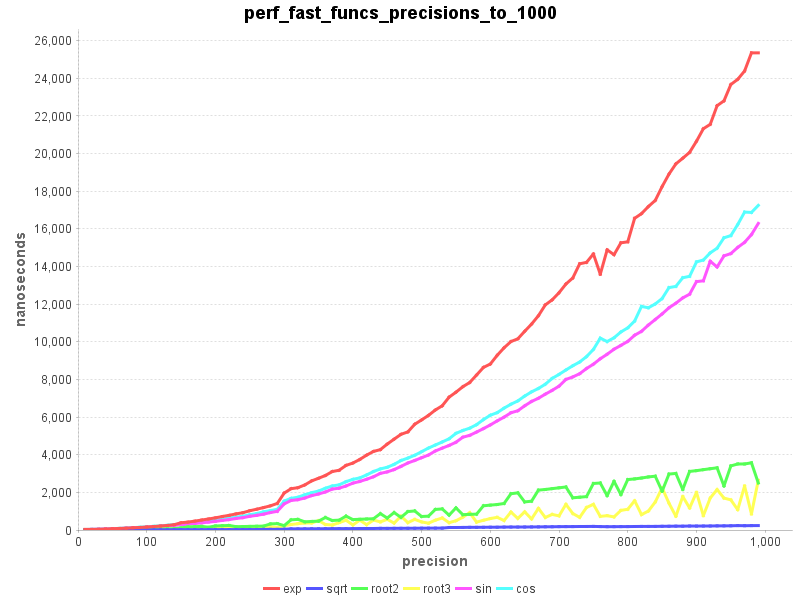 perf_fast_funcs_precisions_to_1000
26,000
24,000
22,000
20,000
18,000
16,000
14,000
12,000
10,000
8,000
6,000
4,000
2,000
0
nanoseconds
0 100 200 300 400 500 600 700 800 900 1,000
precision
exp sqrt root2 root3 sin cos